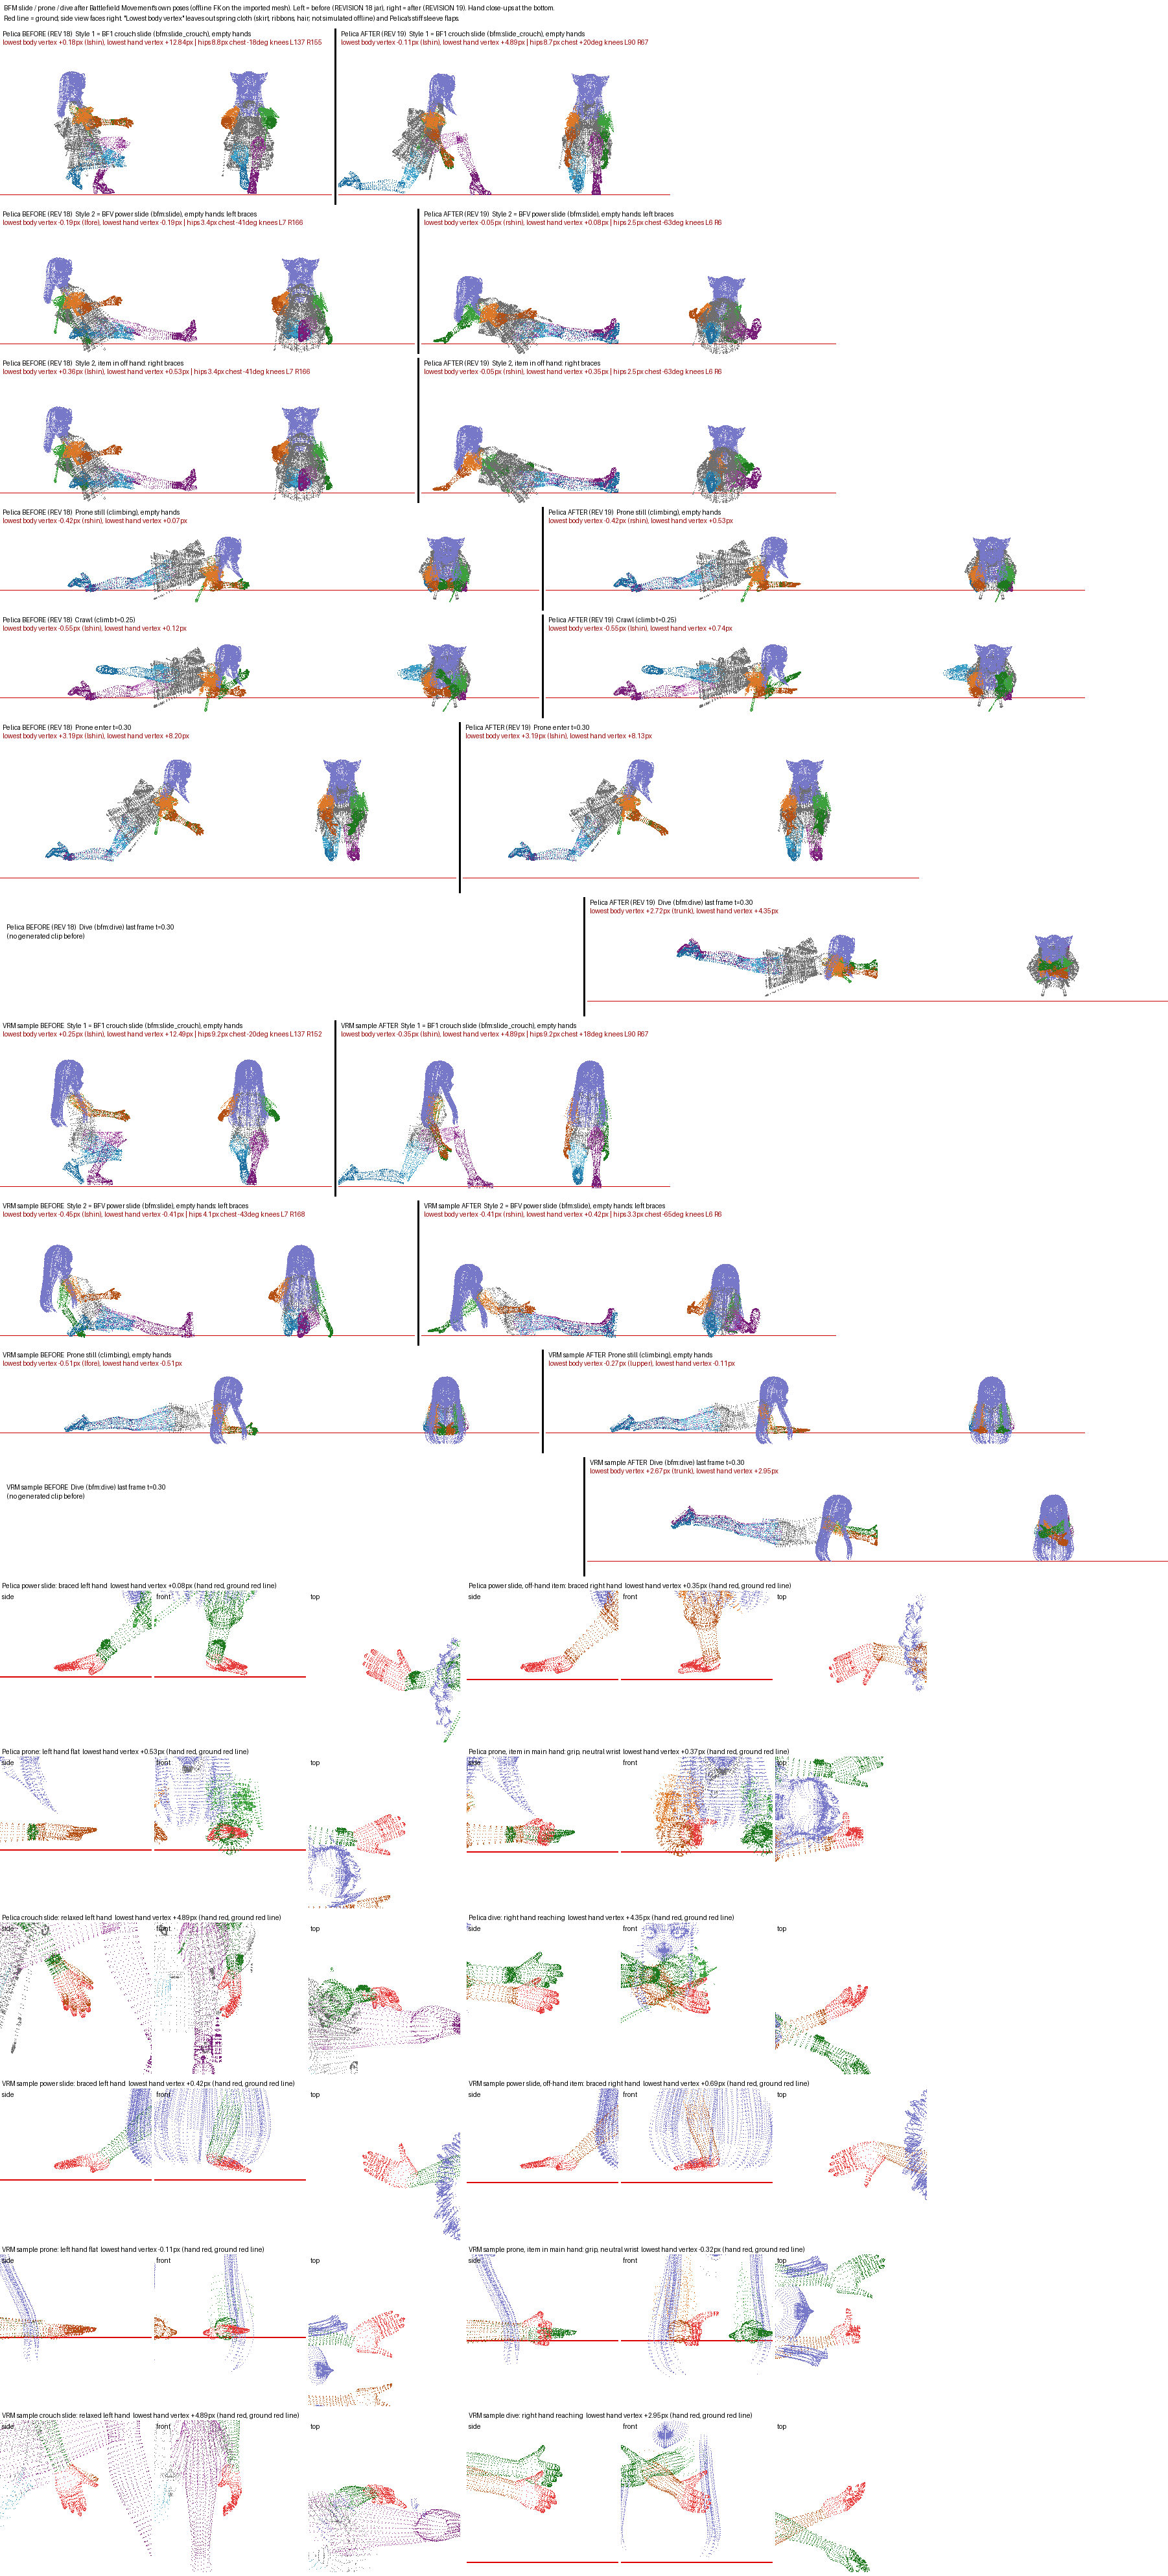 BFM slide / prone / dive after Battlefield Movement's own poses (offline FK on the imported mesh). Left = before (REVISION 18 jar), right = after (REVISION 19). Hand close-ups at the bottom.
Red line = ground; side view faces right. "Lowest body vertex" leaves out spring cloth (skirt, ribbons, hair, not simulated offline) and Pelica's stiff sleeve flaps.
Pelica BEFORE (REV 18)  Style 1 = BF1 crouch slide (bfm:slide_crouch), empty hands
lowest body vertex +0.18px (lshin), lowest hand vertex +12.84px | hips 8.8px chest -18deg knees L137 R155
Pelica AFTER (REV 19)  Style 1 = BF1 crouch slide (bfm:slide_crouch), empty hands
lowest body vertex -0.11px (lshin), lowest hand vertex +4.89px | hips 8.7px chest +20deg knees L90 R67
Pelica BEFORE (REV 18)  Style 2 = BFV power slide (bfm:slide), empty hands: left braces
lowest body vertex -0.19px (lfore), lowest hand vertex -0.19px | hips 3.4px chest -41deg knees L7 R166
Pelica AFTER (REV 19)  Style 2 = BFV power slide (bfm:slide), empty hands: left braces
lowest body vertex -0.05px (rshin), lowest hand vertex +0.08px | hips 2.5px chest -63deg knees L6 R6
Pelica BEFORE (REV 18)  Style 2, item in off hand: right braces
lowest body vertex +0.36px (lshin), lowest hand vertex +0.53px | hips 3.4px chest -41deg knees L7 R166
Pelica AFTER (REV 19)  Style 2, item in off hand: right braces
lowest body vertex -0.05px (rshin), lowest hand vertex +0.35px | hips 2.5px chest -63deg knees L6 R6
Pelica BEFORE (REV 18)  Prone still (climbing), empty hands
lowest body vertex -0.42px (rshin), lowest hand vertex +0.07px
Pelica AFTER (REV 19)  Prone still (climbing), empty hands
lowest body vertex -0.42px (rshin), lowest hand vertex +0.53px
Pelica BEFORE (REV 18)  Crawl (climb t=0.25)
lowest body vertex -0.55px (lshin), lowest hand vertex +0.12px
Pelica AFTER (REV 19)  Crawl (climb t=0.25)
lowest body vertex -0.55px (lshin), lowest hand vertex +0.74px
Pelica BEFORE (REV 18)  Prone enter t=0.30
lowest body vertex +3.19px (lshin), lowest hand vertex +8.20px
Pelica AFTER (REV 19)  Prone enter t=0.30
lowest body vertex +3.19px (lshin), lowest hand vertex +8.13px
Pelica BEFORE (REV 18)  Dive (bfm:dive) last frame t=0.30
(no generated clip before)
Pelica AFTER (REV 19)  Dive (bfm:dive) last frame t=0.30
lowest body vertex +2.72px (trunk), lowest hand vertex +4.35px
VRM sample BEFORE  Style 1 = BF1 crouch slide (bfm:slide_crouch), empty hands
lowest body vertex +0.25px (lshin), lowest hand vertex +12.49px | hips 9.2px chest -20deg knees L137 R152
VRM sample AFTER  Style 1 = BF1 crouch slide (bfm:slide_crouch), empty hands
lowest body vertex -0.35px (lshin), lowest hand vertex +4.89px | hips 9.2px chest +18deg knees L90 R67
VRM sample BEFORE  Style 2 = BFV power slide (bfm:slide), empty hands: left braces
lowest body vertex -0.45px (lshin), lowest hand vertex -0.41px | hips 4.1px chest -43deg knees L7 R168
VRM sample AFTER  Style 2 = BFV power slide (bfm:slide), empty hands: left braces
lowest body vertex -0.41px (rshin), lowest hand vertex +0.42px | hips 3.3px chest -65deg knees L6 R6
VRM sample BEFORE  Prone still (climbing), empty hands
lowest body vertex -0.51px (lfore), lowest hand vertex -0.51px
VRM sample AFTER  Prone still (climbing), empty hands
lowest body vertex -0.27px (lupper), lowest hand vertex -0.11px
VRM sample BEFORE  Dive (bfm:dive) last frame t=0.30
(no generated clip before)
VRM sample AFTER  Dive (bfm:dive) last frame t=0.30
lowest body vertex +2.67px (trunk), lowest hand vertex +2.95px
Pelica power slide: braced left hand  lowest hand vertex +0.08px (hand red, ground red line)
side front top
Pelica power slide, off-hand item: braced right hand  lowest hand vertex +0.35px (hand red, ground red line)
side front top
Pelica prone: left hand flat  lowest hand vertex +0.53px (hand red, ground red line)
side front top
Pelica prone, item in main hand: grip, neutral wrist  lowest hand vertex +0.37px (hand red, ground red line)
side front top
Pelica crouch slide: relaxed left hand  lowest hand vertex +4.89px (hand red, ground red line)
side front top
Pelica dive: right hand reaching  lowest hand vertex +4.35px (hand red, ground red line)
side front top
VRM sample power slide: braced left hand  lowest hand vertex +0.42px (hand red, ground red line)
side front top
VRM sample power slide, off-hand item: braced right hand  lowest hand vertex +0.69px (hand red, ground red line)
side front top
VRM sample prone: left hand flat  lowest hand vertex -0.11px (hand red, ground red line)
side front top
VRM sample prone, item in main hand: grip, neutral wrist  lowest hand vertex -0.32px (hand red, ground red line)
side front top
VRM sample crouch slide: relaxed left hand  lowest hand vertex +4.89px (hand red, ground red line)
side front top
VRM sample dive: right hand reaching  lowest hand vertex +2.95px (hand red, ground red line)
side front top